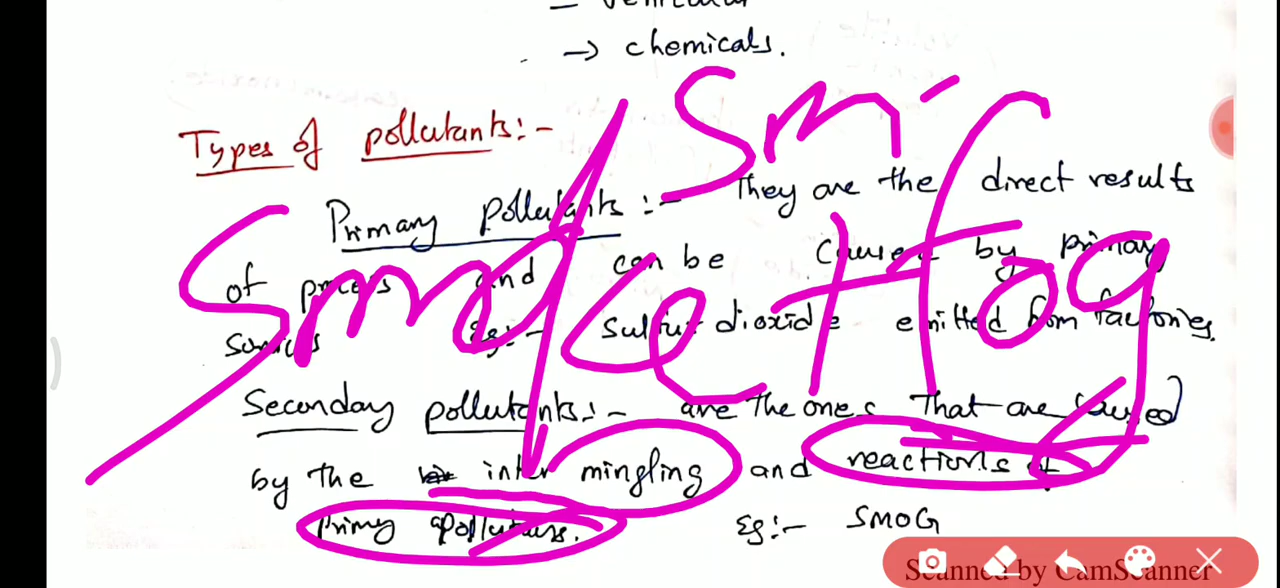 → chemicals.
Types of pollutants:-
Primary pollutants:- They are the direct results
of process and can be caused by primary
sources Eg:- sulfur dioxide emitted from factories.
Secondary pollutants:- are the ones That are caused
by the inter mingling and reactions of
Eg:- SMOG
Smoke + fog
Scanned by CamScanner